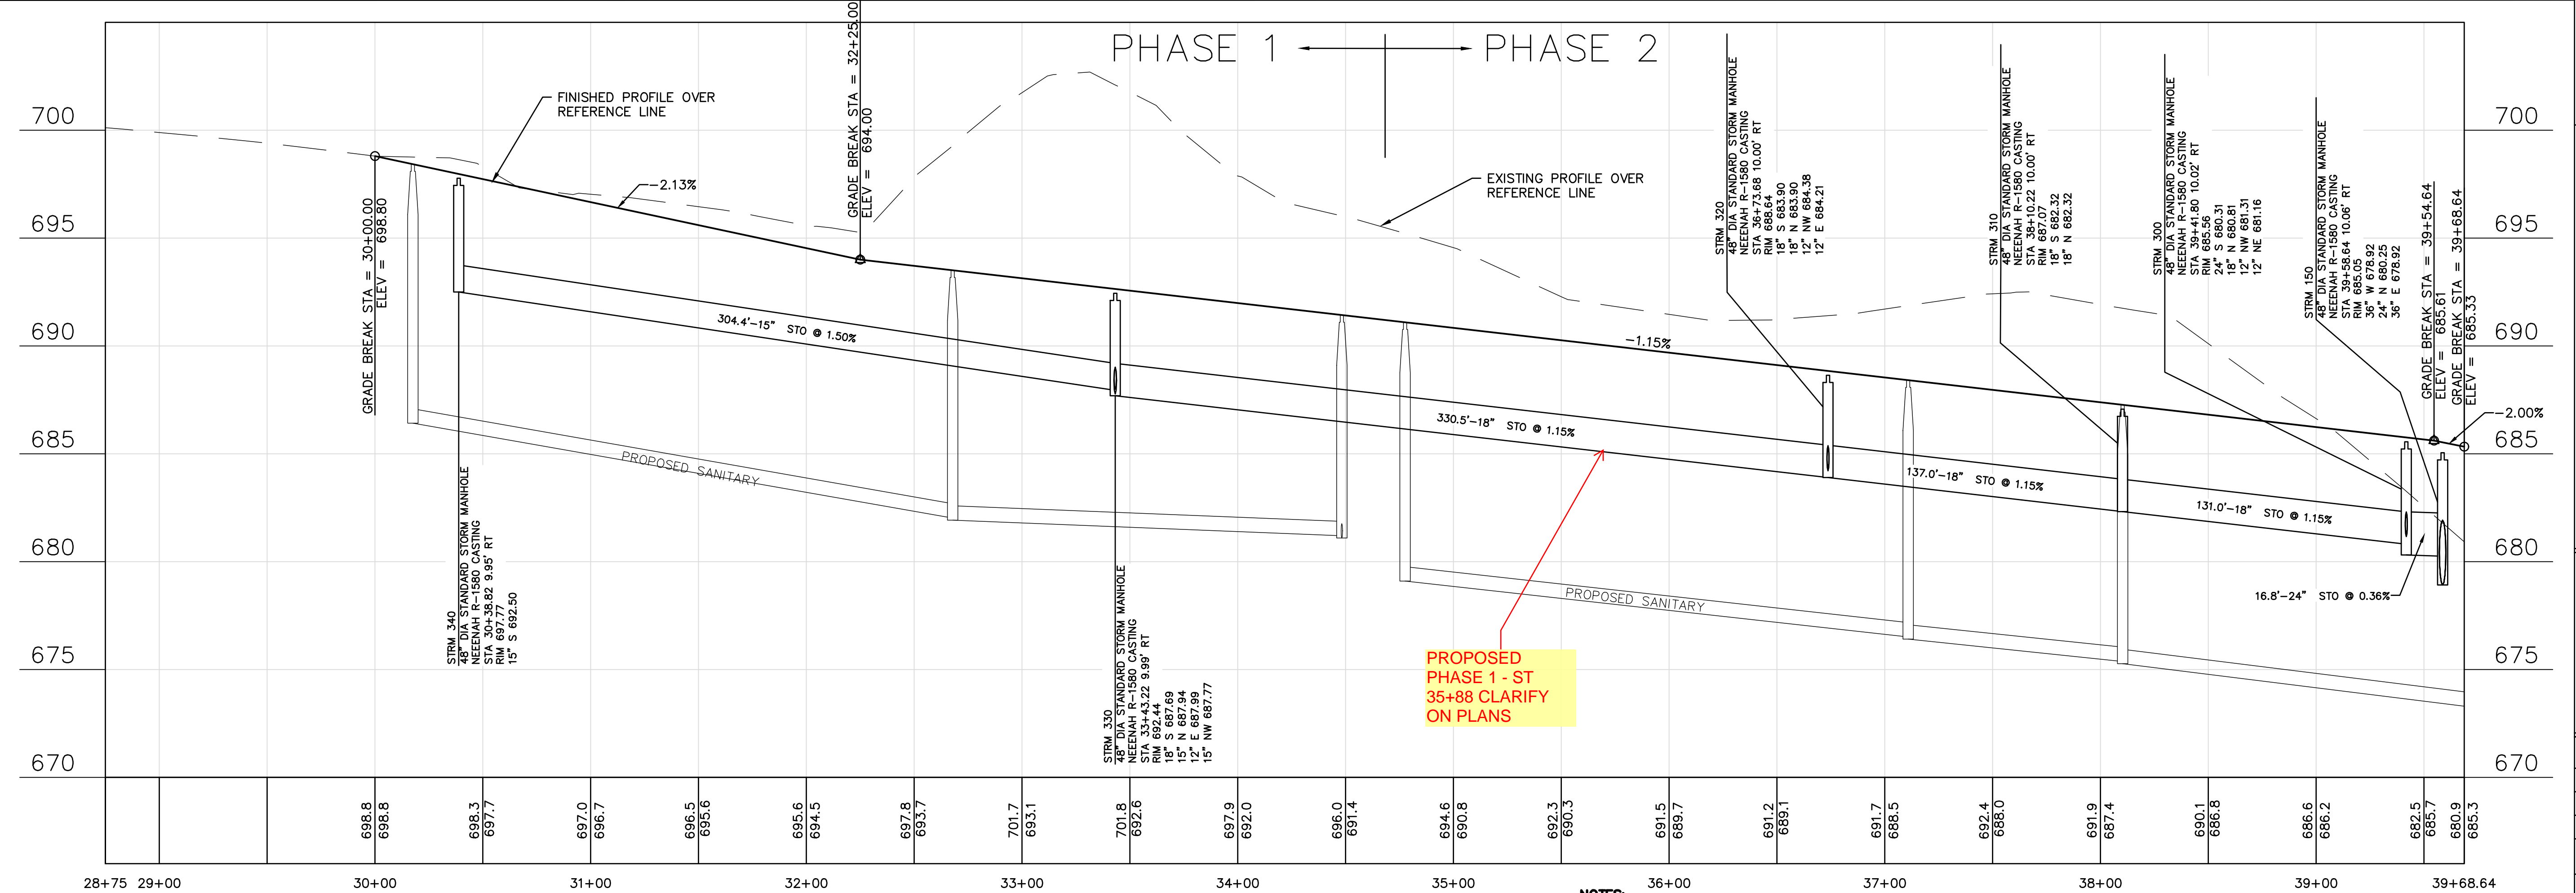 PHASE 1
PHASE 2
700
695
690
685
680
675
670
700
695
690
685
680
675
670
FINISHED PROFILE OVER
REFERENCE LINE
-2.13%
GRADE BREAK STA = 30+00.00
ELEV = 698.80
GRADE BREAK STA = 32+25.00
ELEV = 694.00
EXISTING PROFILE OVER
REFERENCE LINE
STRM 320
48" DIA STANDARD STORM MANHOLE
NEEENAH R-1580 CASTING
STA 36+73.68 10.00' RT
RIM 688.64
18" S 683.90
18" N 683.90
12" NW 684.38
12" E 684.21
STRM 310
48" DIA STANDARD STORM MANHOLE
NEEENAH R-1580 CASTING
STA 38+10.22 10.00' RT
RIM 687.07
18" S 682.32
18" N 682.32
STRM 300
48" DIA STANDARD STORM MANHOLE
NEEENAH R-1580 CASTING
STA 39+41.80 10.02' RT
RIM 685.56
24" S 680.31
18" N 680.81
12" NW 681.31
12" NE 681.16
STRM 150
48" DIA STANDARD STORM MANHOLE
NEEENAH R-1580 CASTING
STA 39+58.64 10.06' RT
RIM 685.05
36" W 678.92
24" N 680.25
36" E 678.92
GRADE BREAK STA = 39+54.64
ELEV = 685.61
GRADE BREAK STA = 39+68.64
ELEV = 685.33
-2.00%
304.4'-15" STO @ 1.50%
-1.15%
330.5'-18" STO @ 1.15%
137.0'-18" STO @ 1.15%
131.0'-18" STO @ 1.15%
16.8'-24" STO @ 0.36%
PROPOSED SANITARY
PROPOSED SANITARY
STRM 340
48" DIA STANDARD STORM MANHOLE
NEEENAH R-1580 CASTING
STA 30+38.82 9.95' RT
RIM 697.77
15" S 692.50
STRM 330
48" DIA STANDARD STORM MANHOLE
NEEENAH R-1580 CASTING
STA 33+43.22 9.99' RT
RIM 692.44
18" S 687.69
15" N 687.94
12" E 687.99
15" NW 687.77
PROPOSED
PHASE 1 - ST
35+88 CLARIFY
ON PLANS
698.8
698.8
698.3
697.7
697.0
696.7
696.5
695.6
695.6
694.5
697.8
693.7
701.7
693.1
701.8
692.6
697.9
692.0
696.0
691.4
694.6
690.8
692.3
690.3
691.5
689.7
691.2
689.1
691.7
688.5
692.4
688.0
691.9
687.4
690.1
686.8
686.6
686.2
682.5
685.7
680.9
685.3
28+75 29+00 30+00 31+00 32+00 33+00 34+00 35+00 36+00 37+00 38+00 39+00 39+68.64
NOTES: